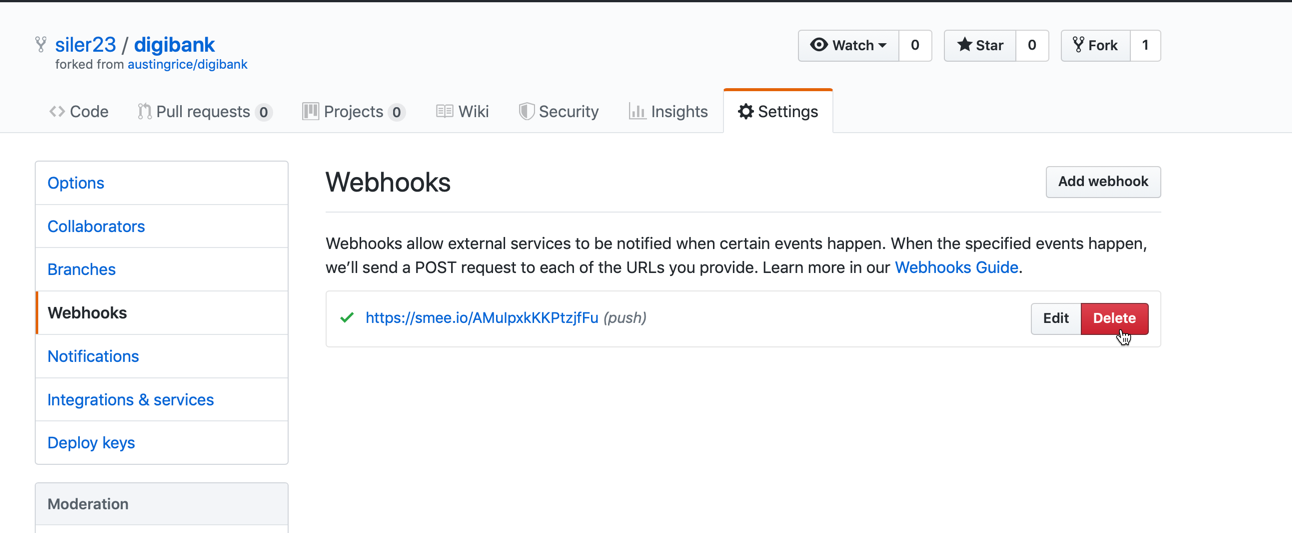 siler23 / digibank
forked from austingrice/digibank
Watch 0 Star 0 Fork 1
Code Pull requests 0 Projects 0 Wiki Security Insights Settings
Options
Collaborators
Branches
Webhooks
Notifications
Integrations & services
Deploy keys
Moderation
Webhooks
Add webhook
Webhooks allow external services to be notified when certain events happen. When the specified events happen,
we’ll send a POST request to each of the URLs you provide. Learn more in our Webhooks Guide.
https://smee.io/AMulpxkKKPtzjfFu (push)
Edit Delete